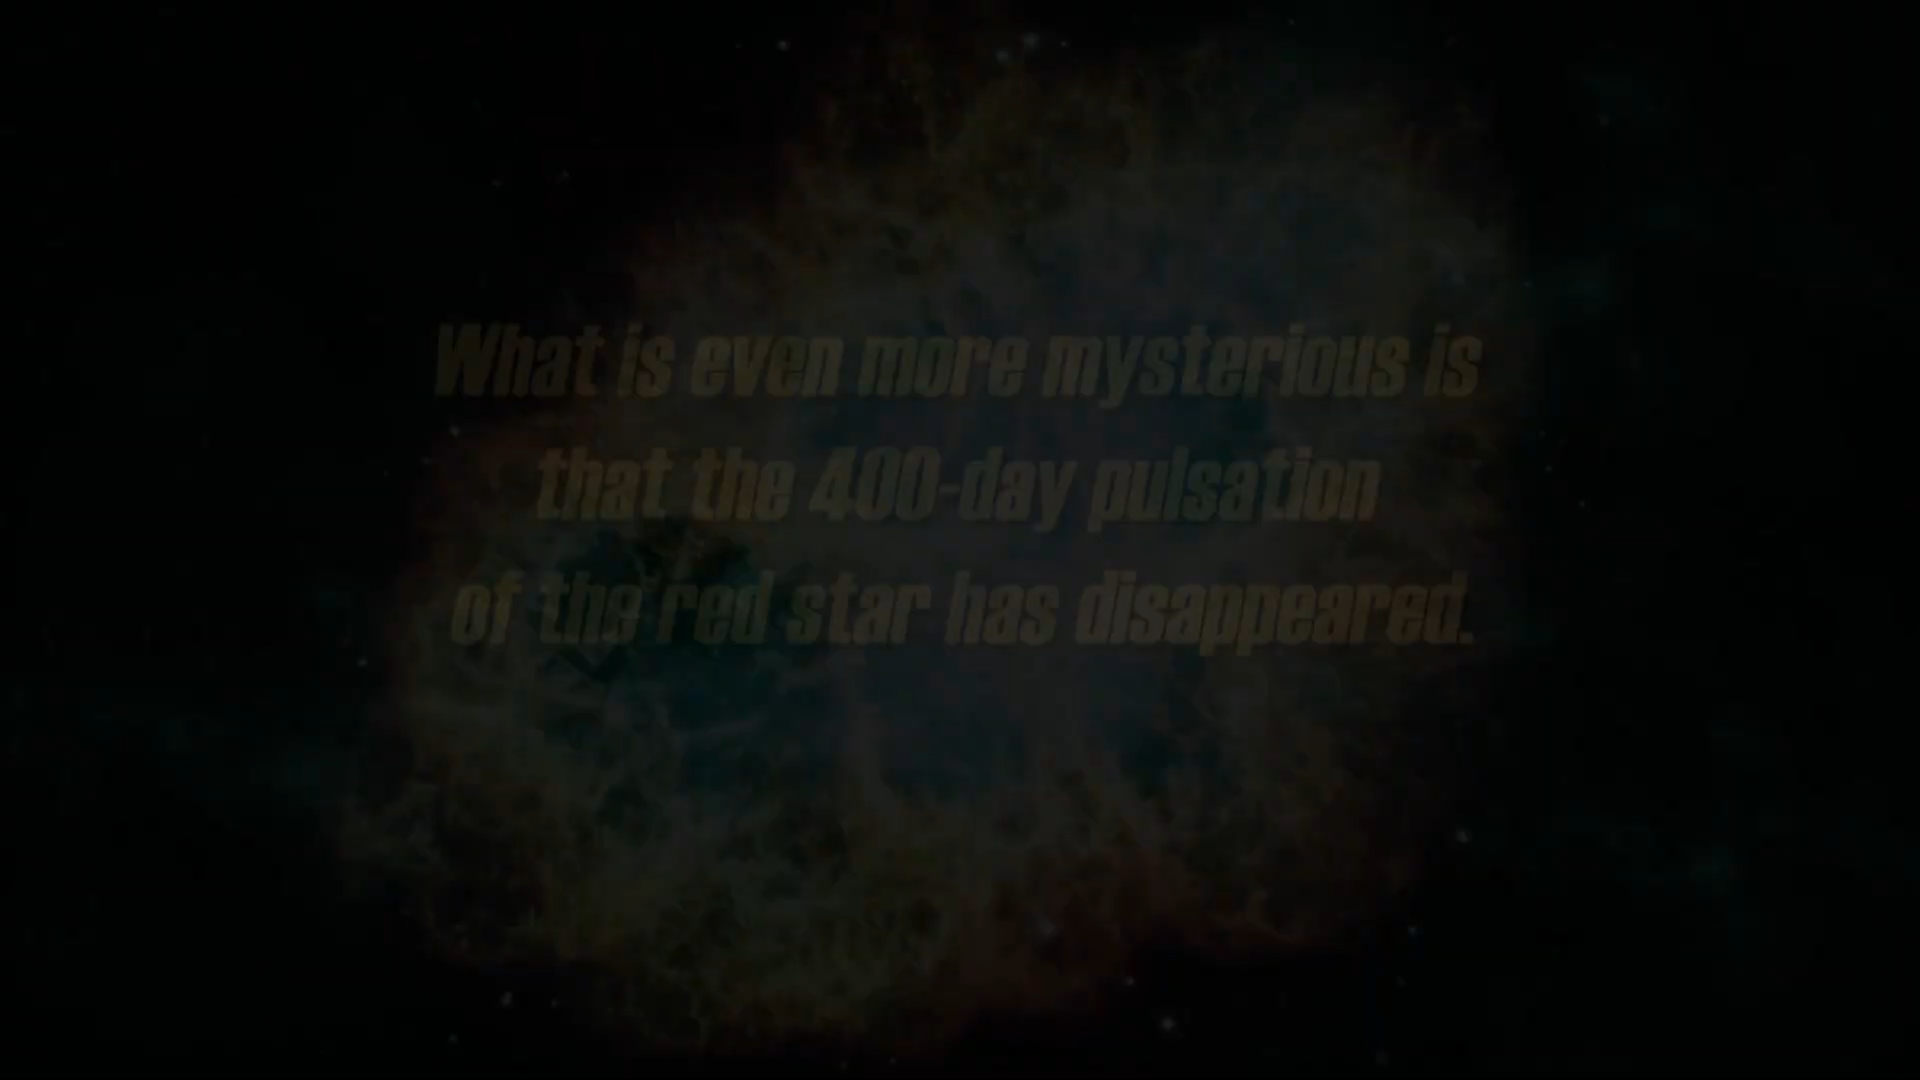 What is even more mysterious is
that the 400-day pulsation
of the red star has disappeared.